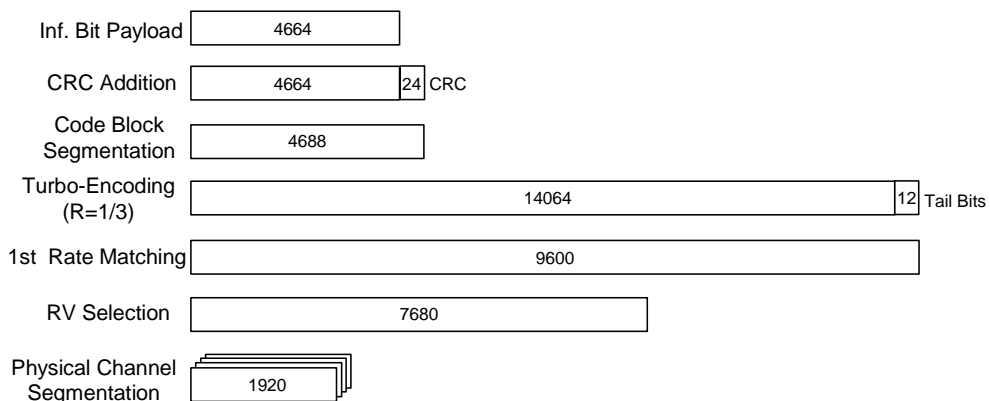 Inf. Bit Payload 4664
CRC Addition 4664 24 CRC
Code Block
Segmentation 4688
Turbo-Encoding
(R=1/3) 14064 12 Tail Bits
1st Rate Matching 9600
RV Selection 7680
Physical Channel
Segmentation 1920